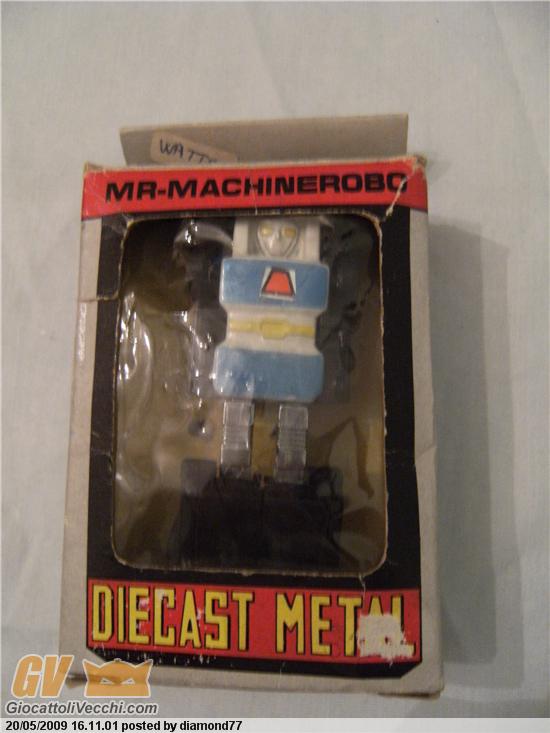 MR-MACHINEROBO
DIECAST METAL
GV
GiocattoliVecchi.com
20/05/2009 16.11.01 posted by diamond77